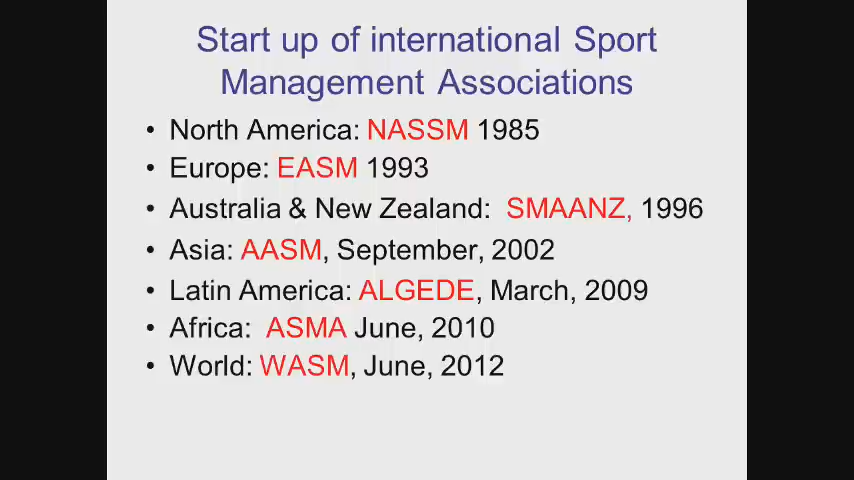 Start up of international Sport
Management Associations
• North America: NASSM 1985
• Europe: EASM 1993
• Australia & New Zealand: SMAANZ, 1996
• Asia: AASM, September, 2002
• Latin America: ALGEDE, March, 2009
• Africa: ASMA June, 2010
• World: WASM, June, 2012